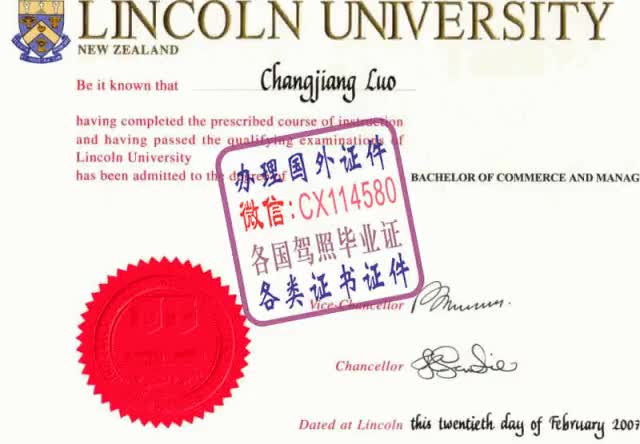 LINCOLN UNIVERSITY
NEW ZEALAND
Be it known that Changjiang Luo
having completed the prescribed course of instruction
and having passed the qualifying examinations of
Lincoln University
has been admitted to the degree of BACHELOR OF COMMERCE AND MANAG
办理国外证件
微信:CX114580
各国驾照毕业证
各类证书证件
Vice-Chancellor
Chancellor
Dated at Lincoln this twentieth day of February 2007